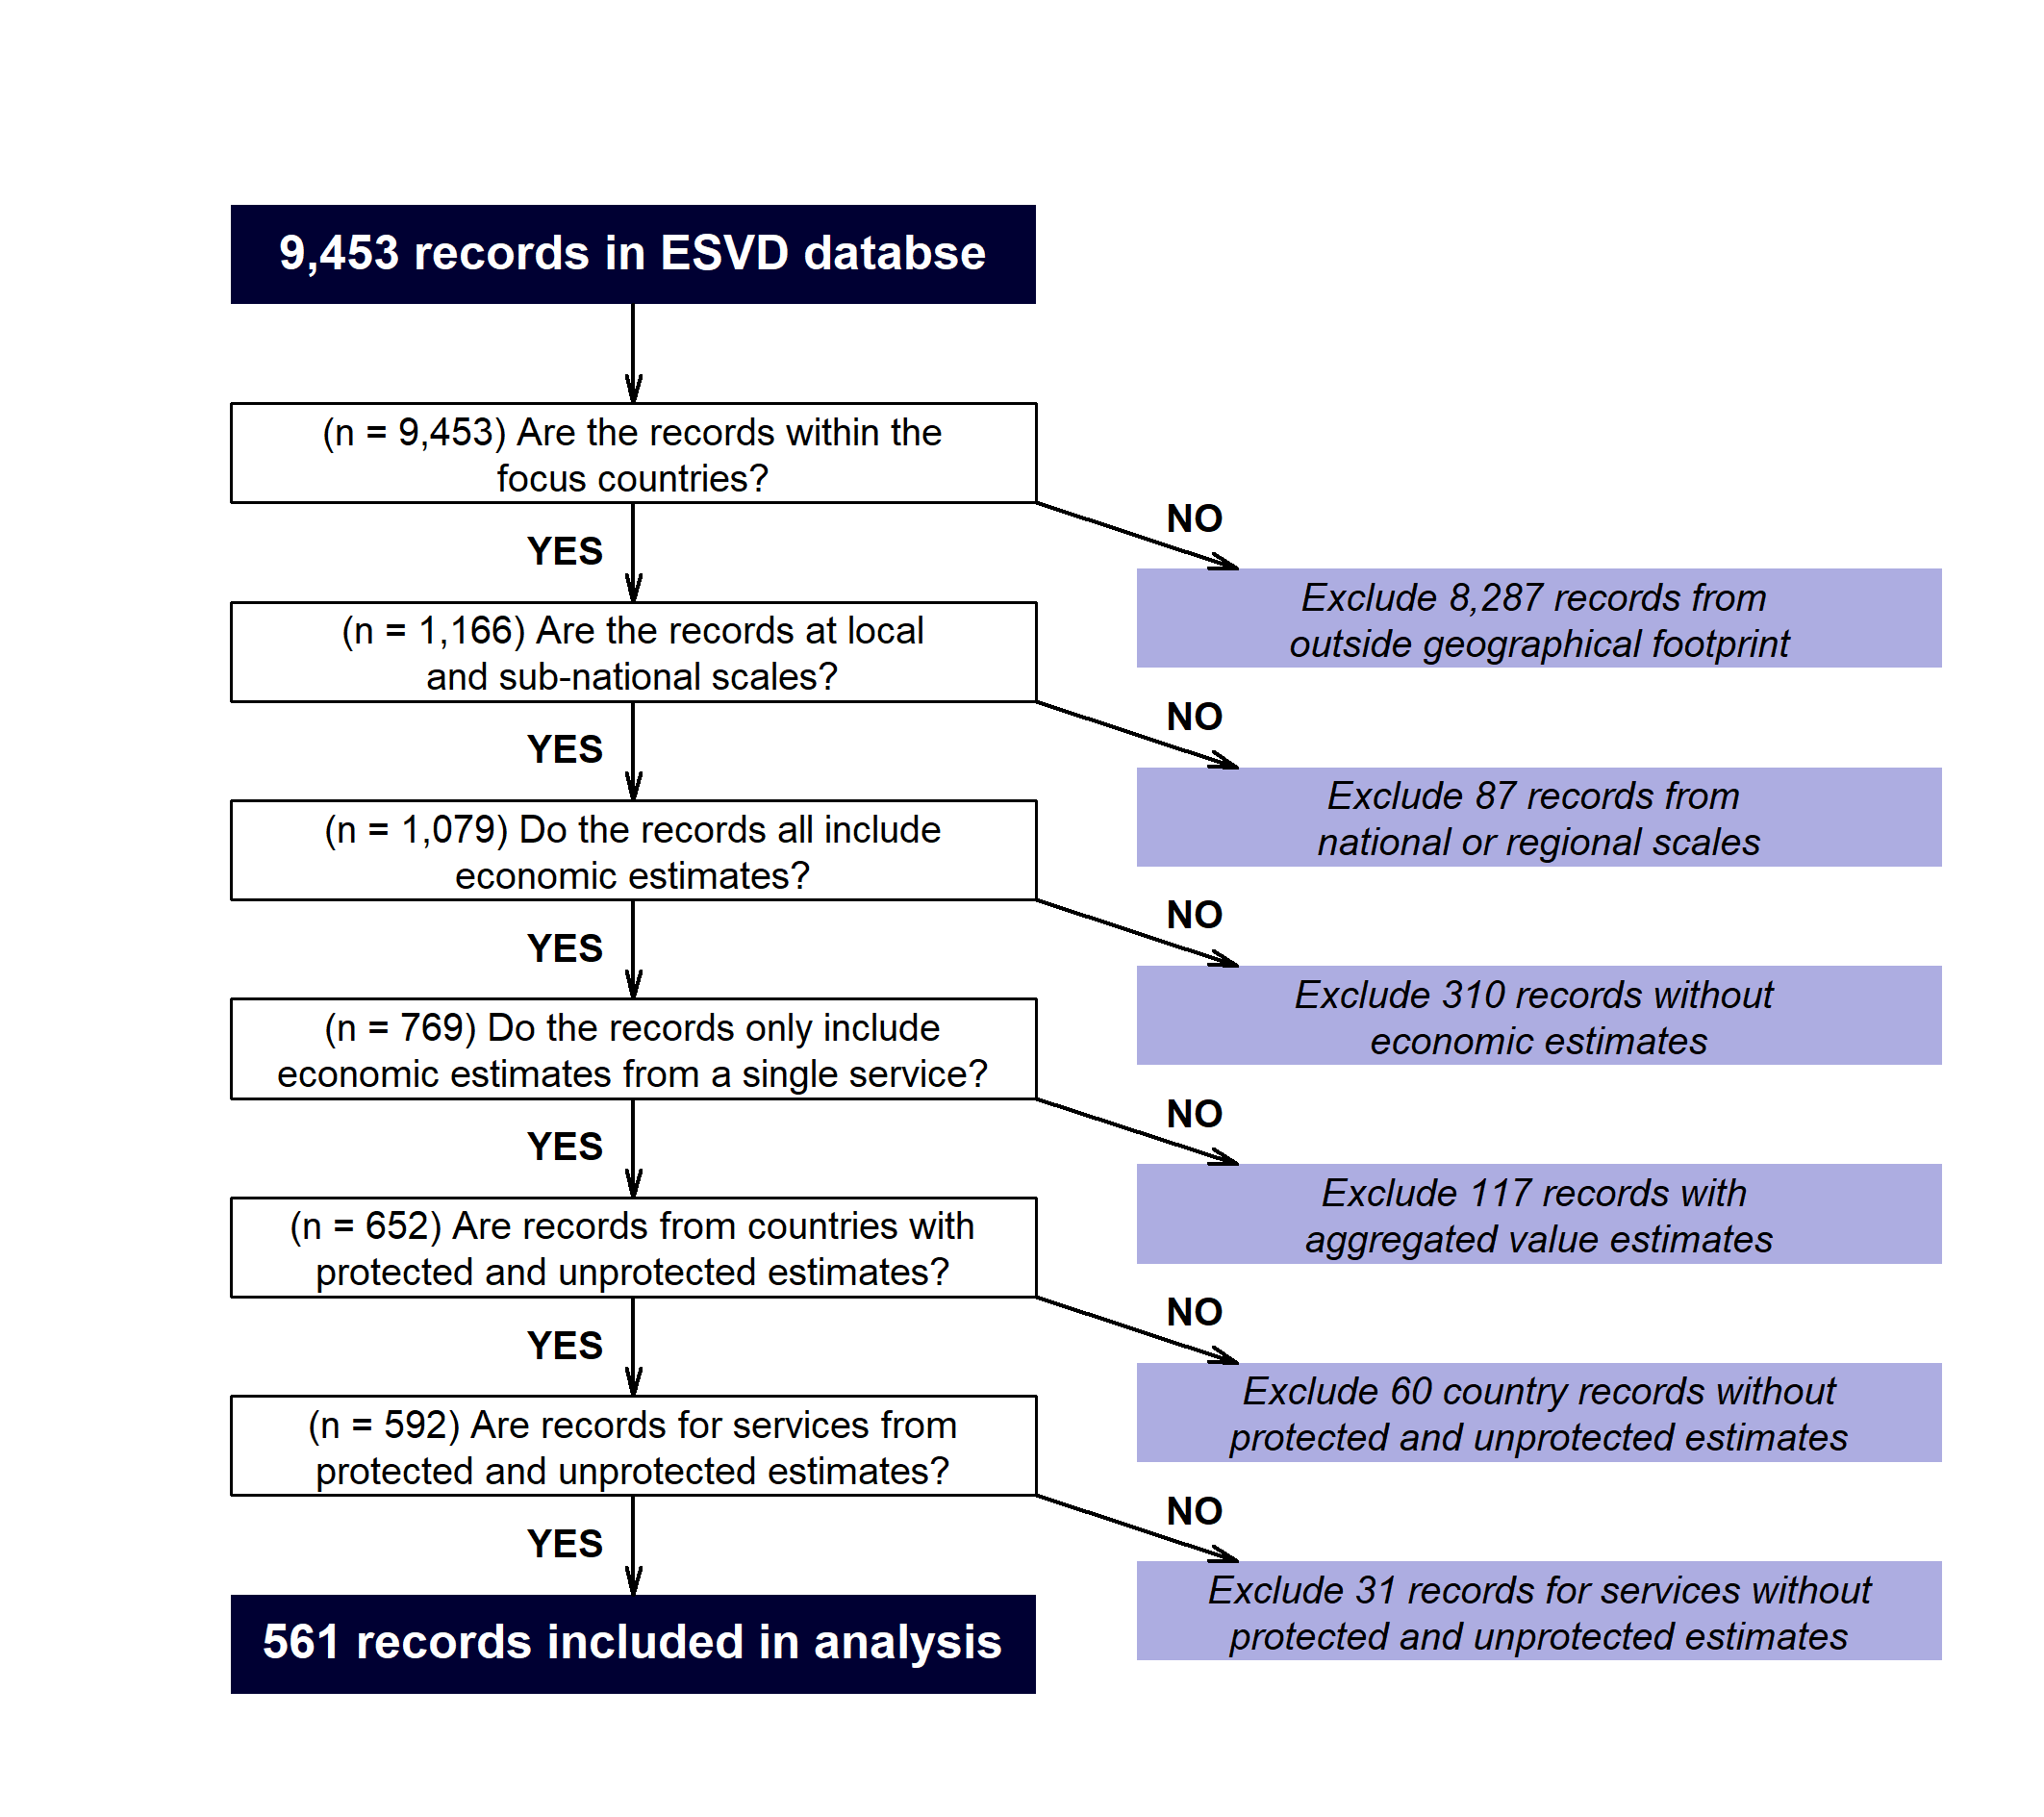 9,453 records in ESVD databse
(n = 9,453) Are the records within the
focus countries?
NO
YES
Exclude 8,287 records from
outside geographical footprint
(n = 1,166) Are the records at local
and sub-national scales?
NO
YES
Exclude 87 records from
national or regional scales
(n = 1,079) Do the records all include
economic estimates?
NO
YES
Exclude 310 records without
economic estimates
(n = 769) Do the records only include
economic estimates from a single service?
NO
YES
Exclude 117 records with
aggregated value estimates
(n = 652) Are records from countries with
protected and unprotected estimates?
NO
YES
Exclude 60 country records without
protected and unprotected estimates
(n = 592) Are records for services from
protected and unprotected estimates?
NO
YES
Exclude 31 records for services without
protected and unprotected estimates
561 records included in analysis